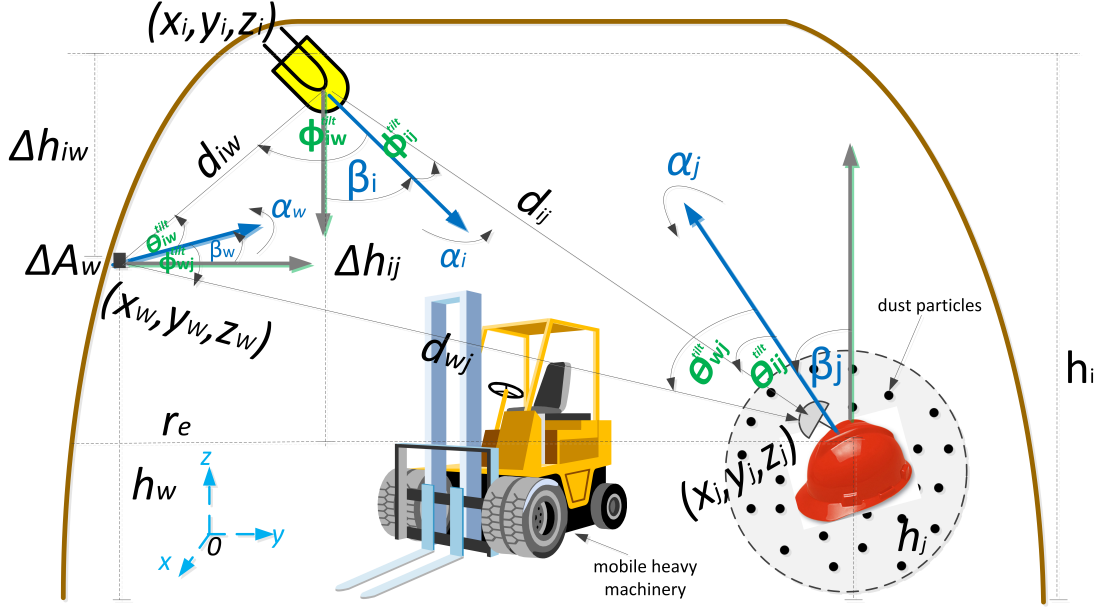 (xi, yi, zi)
Δhiw
diw
ϕiw tilt
ϕij tilt
βi
αi
dij
αj
αw
θiw tilt
ϕwj tilt
βw
ΔAw
Δhij
(xw, yw, zw)
dust particles
dwj
θwj tilt
θij tilt
βj
hi
re
(xj, yj, zj)
hw
z
y
x
0
hj
mobile heavy
machinery